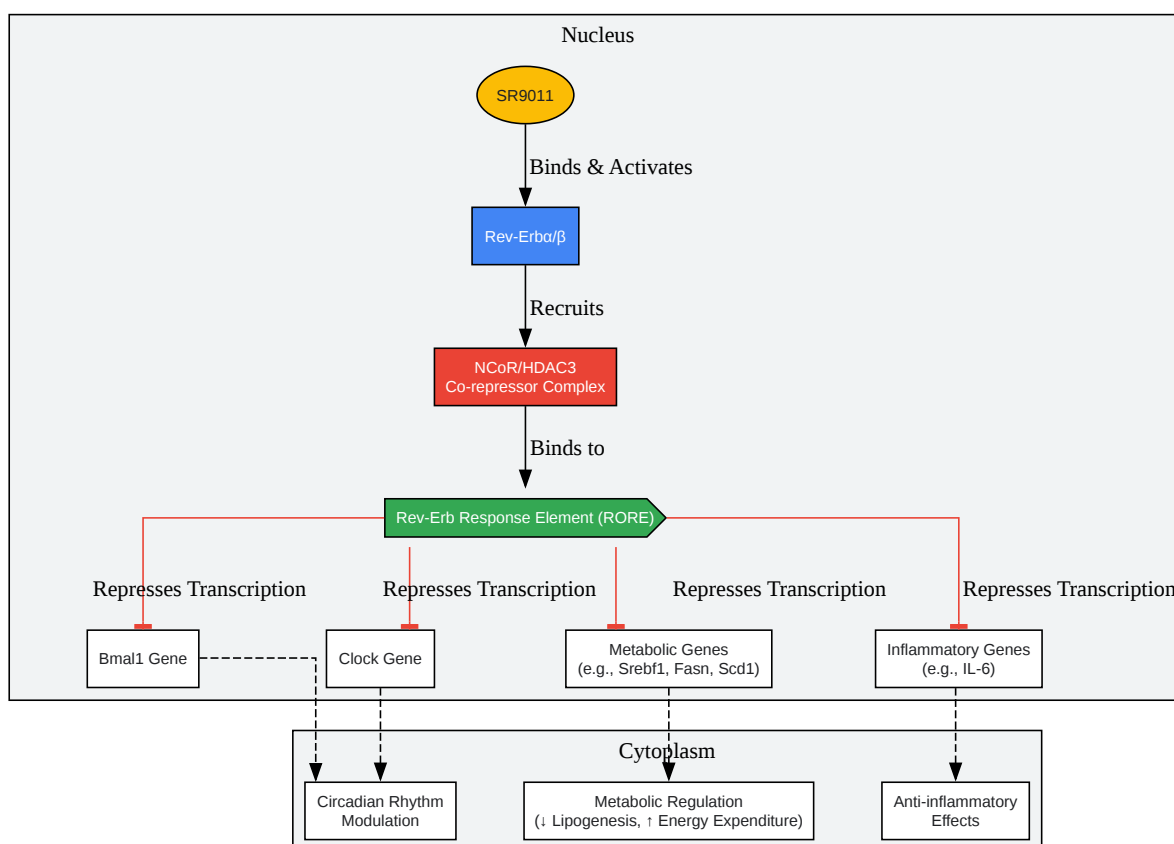 Nucleus
SR9011
Binds & Activates
Rev-Erbα/β
Recruits
NCoR/HDAC3
Co-repressor Complex
Binds to
Rev-Erb Response Element (RORE)
Represses Transcription
Represses Transcription
Represses Transcription
Represses Transcription
Bmal1 Gene
Clock Gene
Metabolic Genes
(e.g., Srebf1, Fasn, Scd1)
Inflammatory Genes
(e.g., IL-6)
Cytoplasm
Circadian Rhythm
Modulation
Metabolic Regulation
(↓ Lipogenesis, ↑ Energy Expenditure)
Anti-inflammatory
Effects